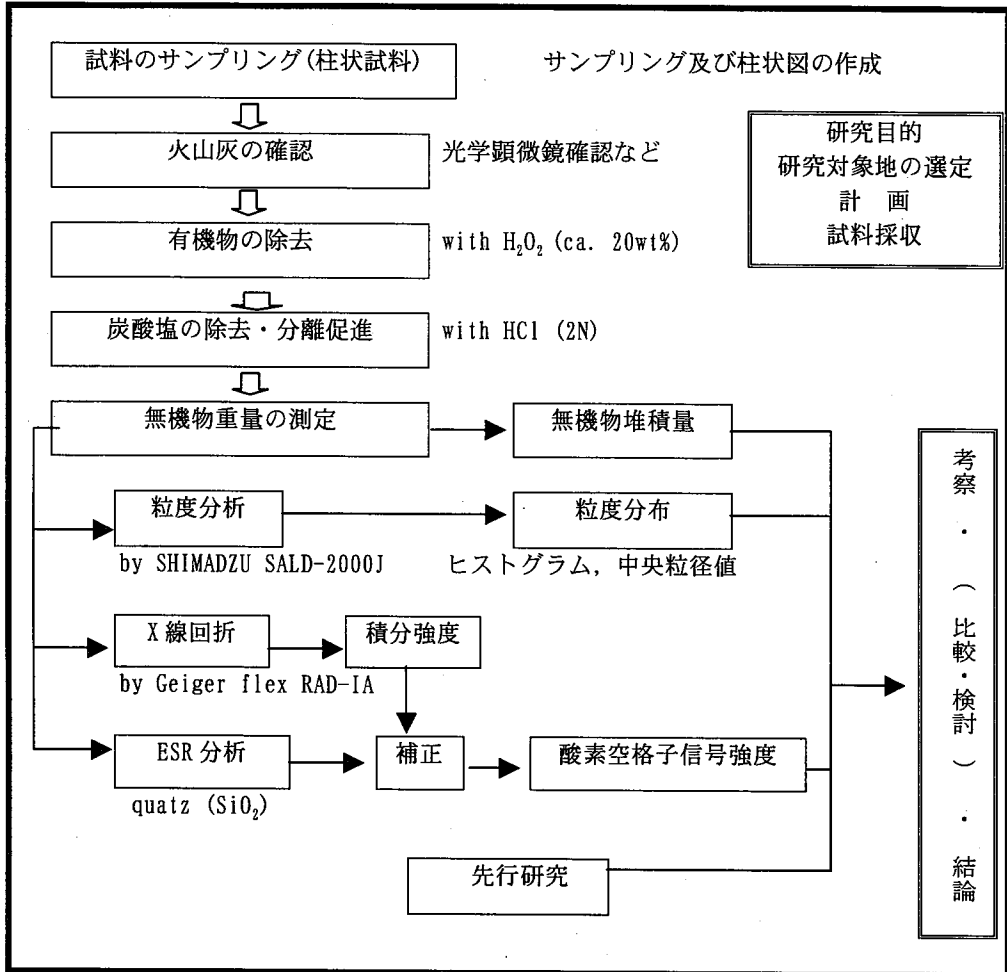 試料のサンプリング(柱状試料)
サンプリング及び柱状図の作成
火山灰の確認
光学顕微鏡確認など
研究目的
研究対象地の選定
計　画
試料採収
有機物の除去
with H₂O₂ (ca. 20wt%)
炭酸塩の除去・分離促進
with HCl (2N)
無機物重量の測定
無機物堆積量
粒度分析
粒度分布
by SHIMADZU SALD-2000J
ヒストグラム，中央粒径値
X線回折
積分強度
by Geiger flex RAD-IA
ESR分析
補正
酸素空格子信号強度
quatz (SiO₂)
先行研究
考察・(比較・検討)・結論